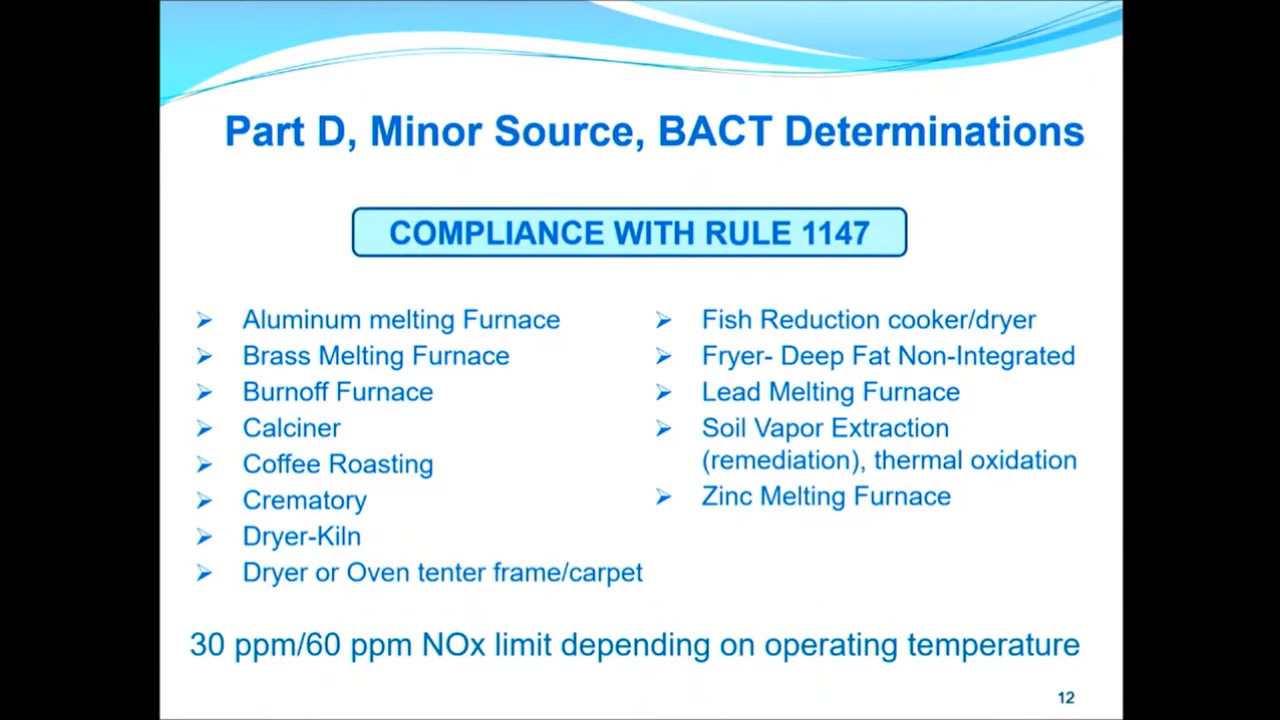 Part D, Minor Source, BACT Determinations
COMPLIANCE WITH RULE 1147
Aluminum melting Furnace
Brass Melting Furnace
Burnoff Furnace
Calciner
Coffee Roasting
Crematory
Dryer-Kiln
Dryer or Oven tenter frame/carpet
Fish Reduction cooker/dryer
Fryer- Deep Fat Non-Integrated
Lead Melting Furnace
Soil Vapor Extraction
(remediation), thermal oxidation
Zinc Melting Furnace
30 ppm/60 ppm NOx limit depending on operating temperature
12